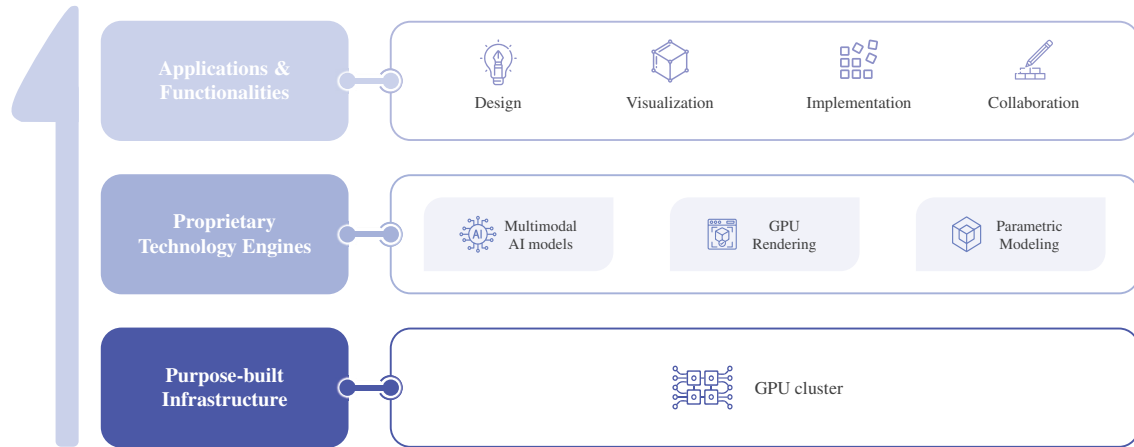 Applications &
Functionalities
Design
Visualization
Implementation
Collaboration
Proprietary
Technology Engines
AI
Multimodal
AI models
GPU
Rendering
Parametric
Modeling
Purpose-built
Infrastructure
GPU cluster